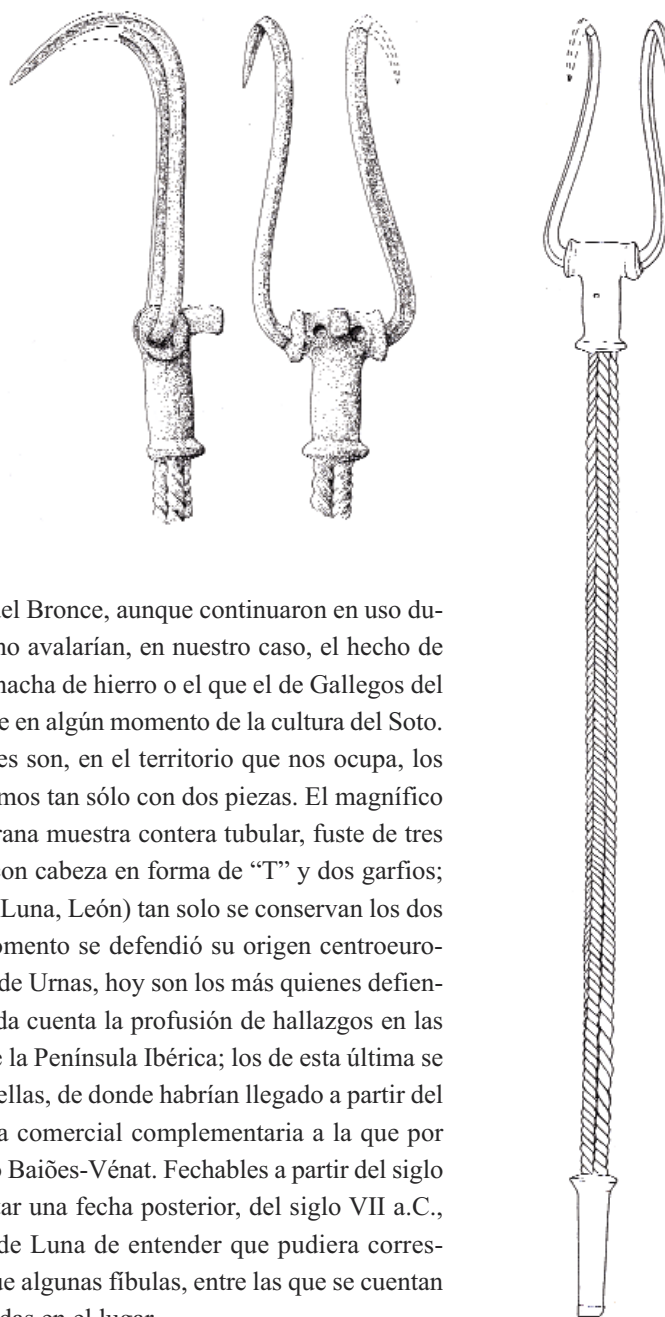 del Bronce, aunque continuaron en uso du-
no avalarían, en nuestro caso, el hecho de
hacha de hierro o el que el de Gallegos del
e en algún momento de la cultura del Soto.
es son, en el territorio que nos ocupa, los
mos tan sólo con dos piezas. El magnífico
rana muestra contera tubular, fuste de tres
con cabeza en forma de “T” y dos garfios;
Luna, León) tan solo se conservan los dos
omento se defendió su origen centroeuro-
de Urnas, hoy son los más quienes defien-
da cuenta la profusión de hallazgos en las
e la Península Ibérica; los de esta última se
ellas, de donde habrían llegado a partir del
a comercial complementaria a la que por
o Baiões-Vénat. Fechables a partir del siglo
tar una fecha posterior, del siglo VII a.C.,
de Luna de entender que pudiera corres-
ue algunas fíbulas, entre las que se cuentan
das en el lugar